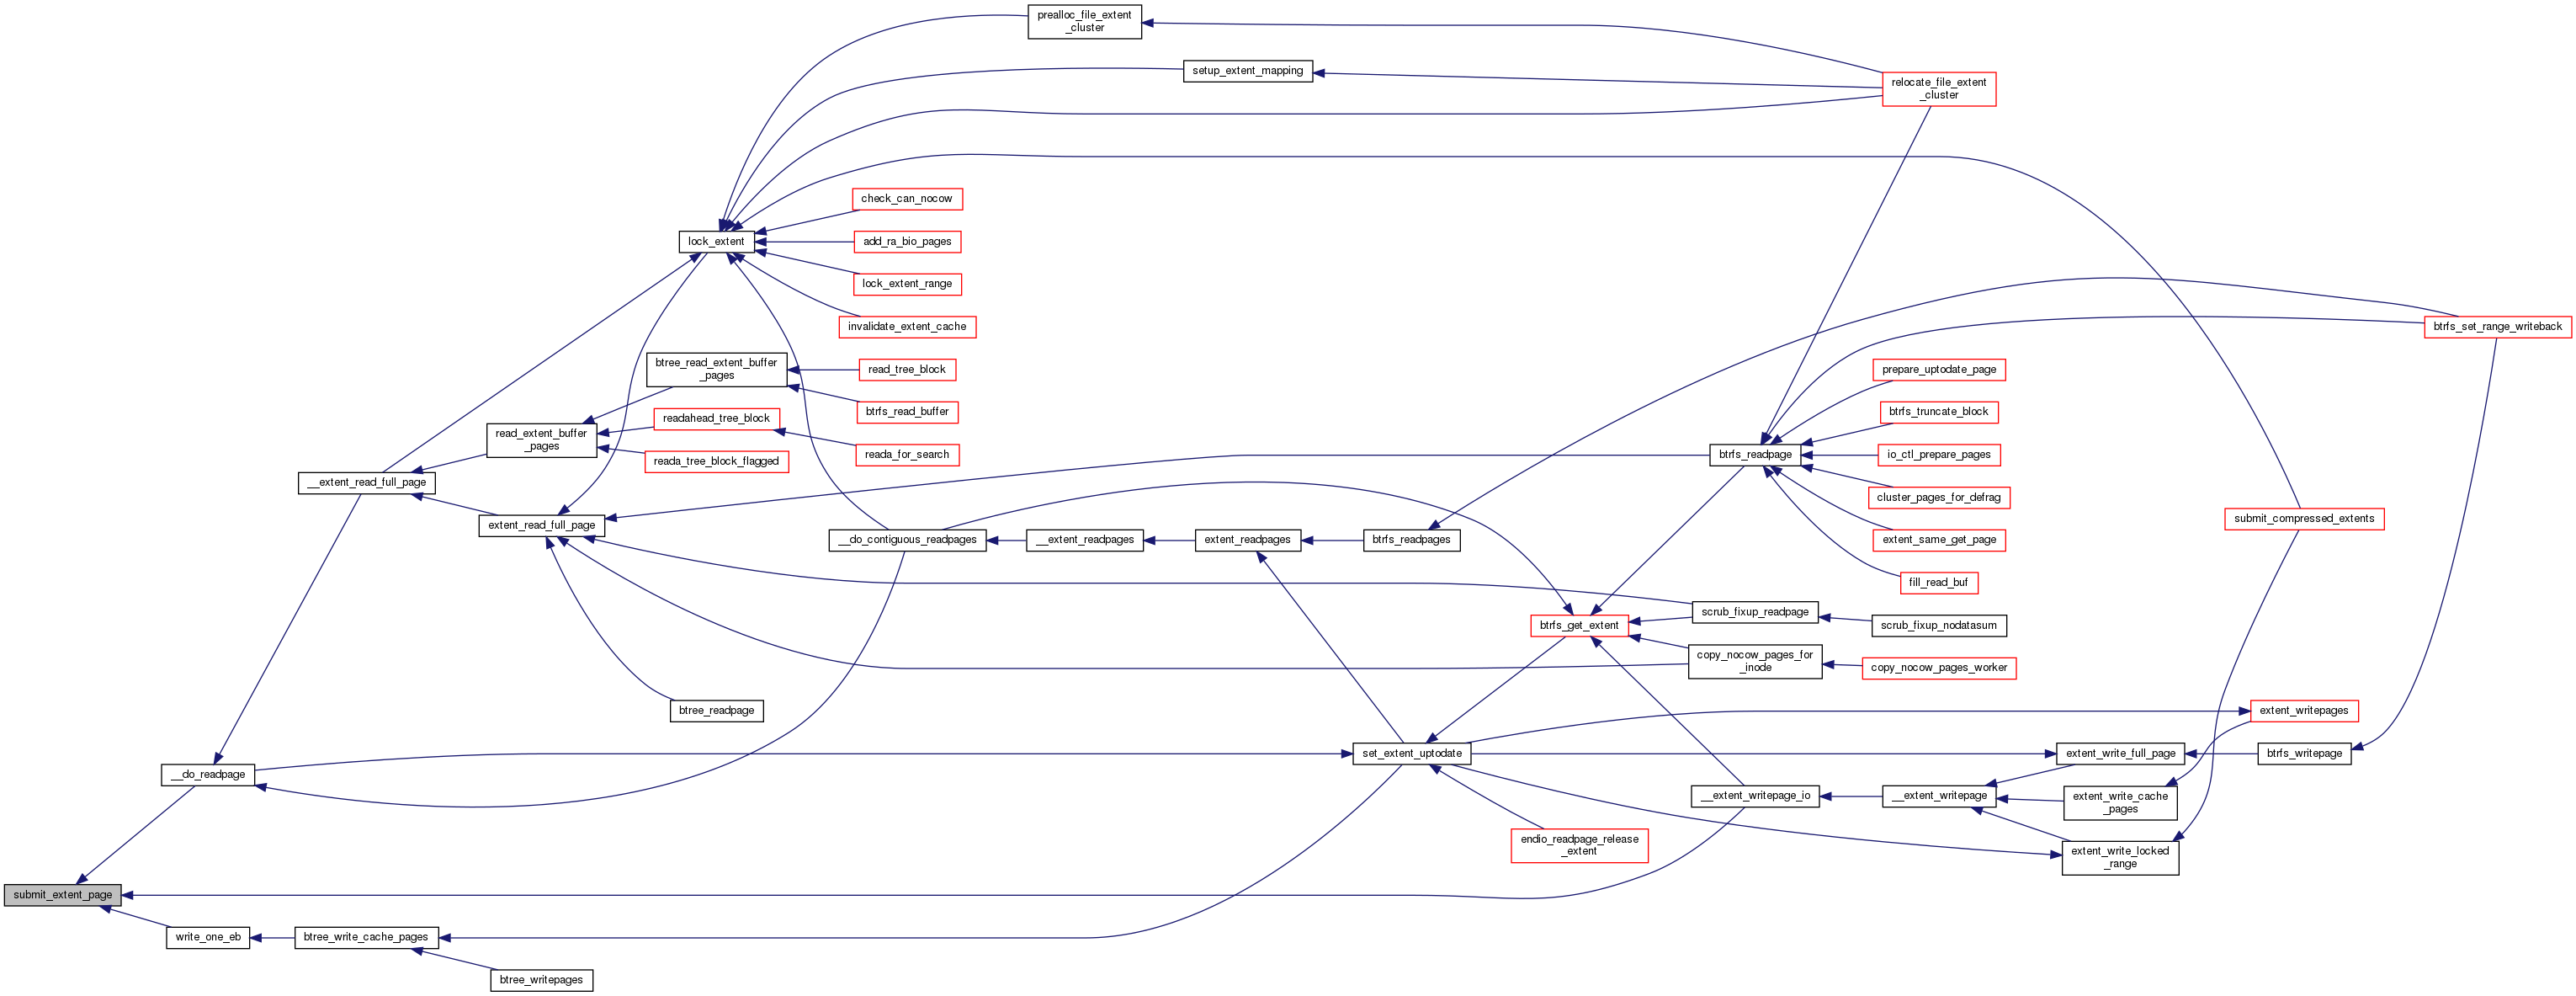 prealloc_file_extent
_cluster
setup_extent_mapping
relocate_file_extent
_cluster
check_can_nocow
lock_extent
add_ra_bio_pages
lock_extent_range
invalidate_extent_cache
btrfs_set_range_writeback
btree_read_extent_buffer
_pages
read_tree_block
prepare_uptodate_page
btrfs_read_buffer
btrfs_truncate_block
readahead_tree_block
read_extent_buffer
_pages
reada_for_search
btrfs_readpage
io_ctl_prepare_pages
reada_tree_block_flagged
__extent_read_full_page
cluster_pages_for_defrag
submit_compressed_extents
extent_read_full_page
__do_contiguous_readpages
__extent_readpages
extent_readpages
btrfs_readpages
extent_same_get_page
fill_read_buf
scrub_fixup_readpage
btrfs_get_extent
scrub_fixup_nodatasum
copy_nocow_pages_for
_inode
copy_nocow_pages_worker
btree_readpage
extent_writepages
set_extent_uptodate
extent_write_full_page
btrfs_writepage
__do_readpage
__extent_writepage_io
__extent_writepage
extent_write_cache
_pages
endio_readpage_release
_extent
extent_write_locked
_range
submit_extent_page
write_one_eb
btree_write_cache_pages
btree_writepages